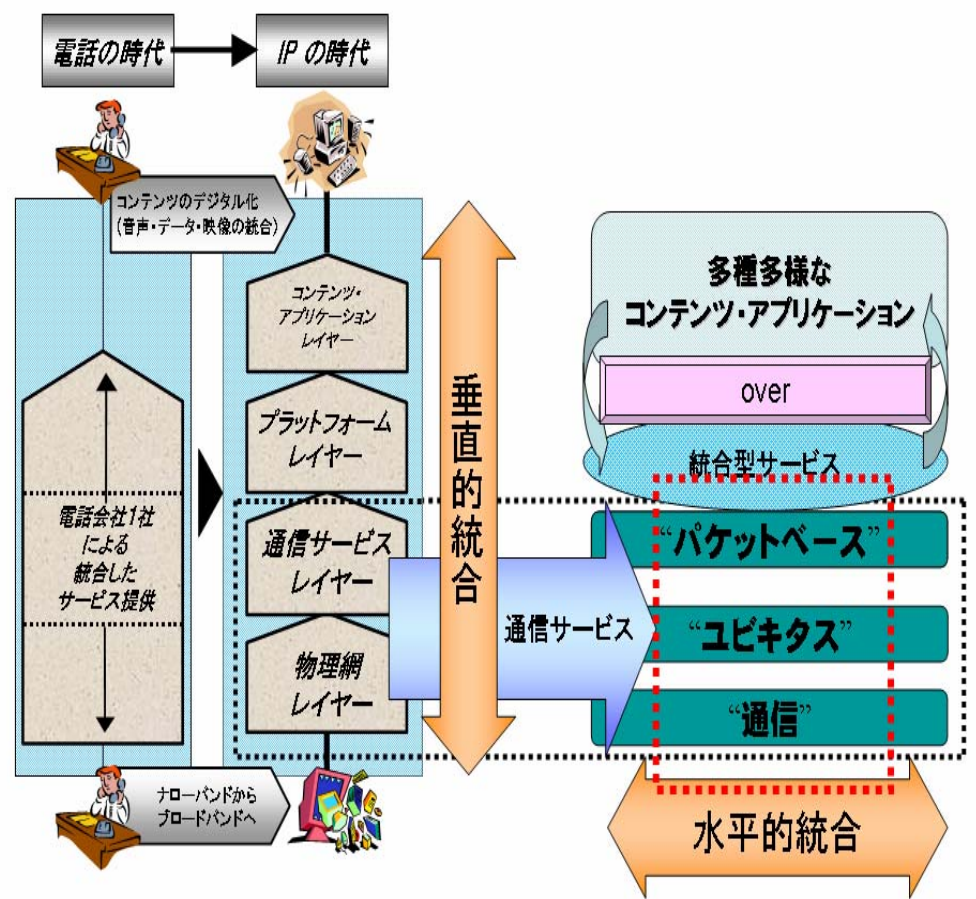 電話の時代
IP の時代
コンテンツのデジタル化
(音声・データ・映像の統合)
コンテンツ・
アプリケーション
レイヤー
プラットフォーム
レイヤー
通信サービス
レイヤー
物理網
レイヤー
電話会社1社
による
統合した
サービス提供
ナローバンドから
ブロードバンドへ
垂直的統合
通信サービス
多種多様な
コンテンツ・アプリケーション
over
統合型サービス
“パケットベース”
“ユビキタス”
“通信”
水平的統合